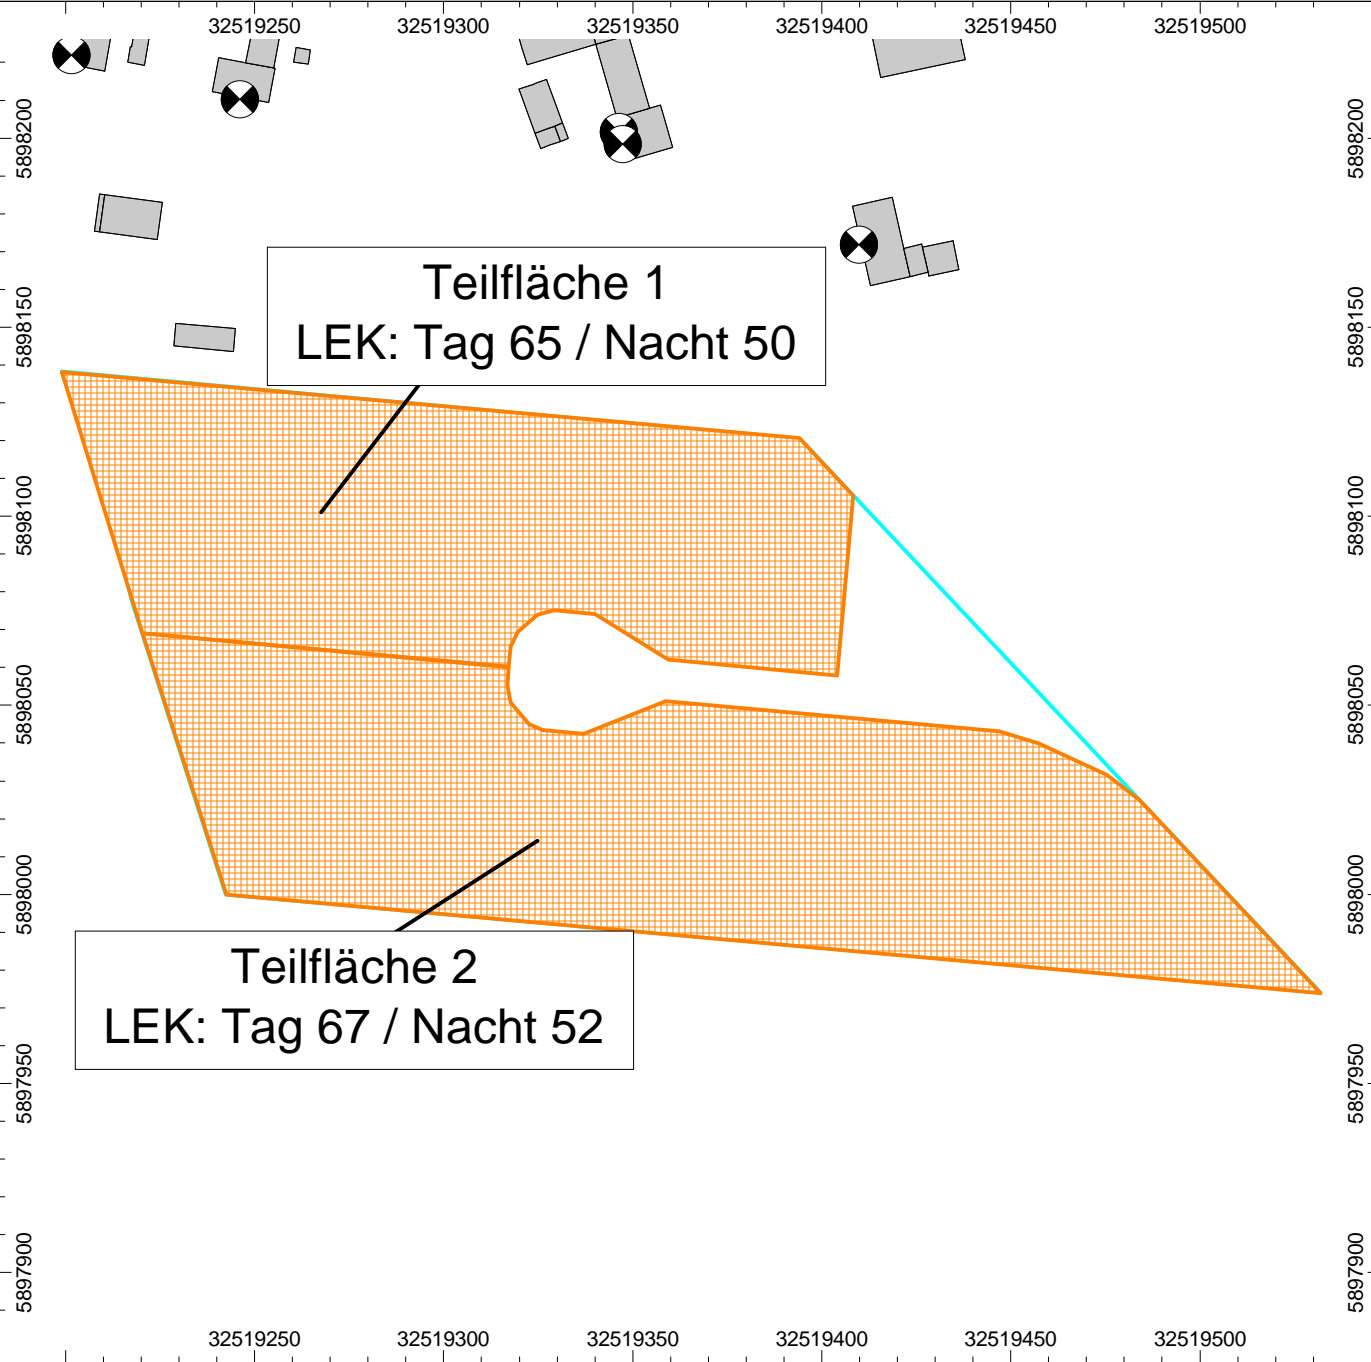 32519250 32519300 32519350 32519400 32519450 32519500
5898200 5898200
Teilfläche 1
LEK: Tag 65 / Nacht 50
5898150 5898150
5898100 5898100
5898050 5898050
5898000 5898000
Teilfläche 2
LEK: Tag 67 / Nacht 52
5897950 5897950
5897900 5897900
32519250 32519300 32519350 32519400 32519450 32519500